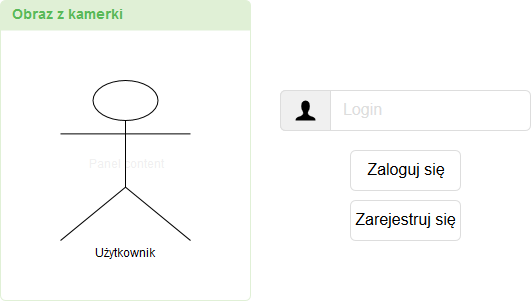 Obraz z kamerki
Login
Panel content
Zaloguj się
Zarejestruj się
Użytkownik